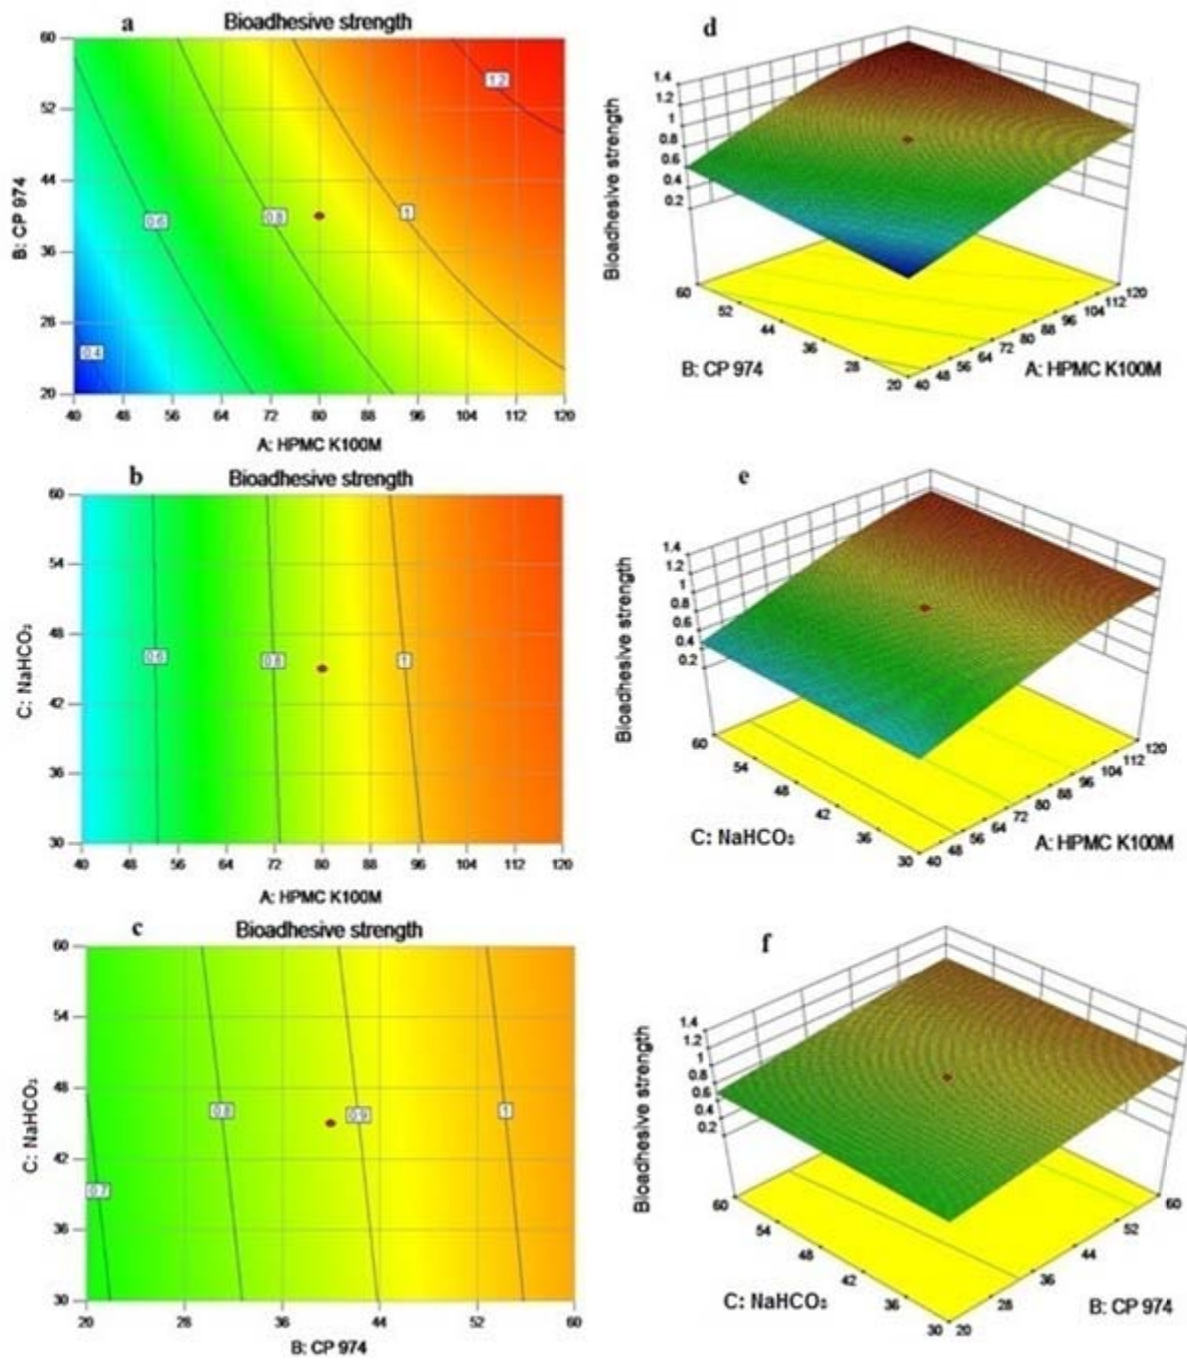 a
Bioadhesive strength
60
52
44
36
28
20
B: CP 974
0.4
0.6
0.8
1
1.2
40 48 56 64 72 80 88 96 104 112 120
A: HPMC K100M
d
Bioadhesive strength
1.4
1.2
1
0.8
0.6
0.4
0.2
60
52
44
36
28
20
B: CP 974
40 48 56 64 72 80 88 96 104 112 120
A: HPMC K100M
b
Bioadhesive strength
60
54
48
42
36
30
C: NaHCO₃
0.6
0.8
1
40 48 56 64 72 80 88 96 104 112 120
A: HPMC K100M
e
Bioadhesive strength
1.4
1.2
1
0.8
0.6
0.4
0.2
60
54
48
42
36
30
C: NaHCO₃
40 48 56 64 72 80 88 96 104 112 120
A: HPMC K100M
c
Bioadhesive strength
60
54
48
42
36
30
C: NaHCO₃
0.7
0.8
0.9
1
20 28 36 44 52 60
B: CP 974
f
Bioadhesive strength
1.4
1.2
1
0.8
0.6
0.4
0.2
60
54
48
42
36
30
C: NaHCO₃
20 28 36 44 52 60
B: CP 974